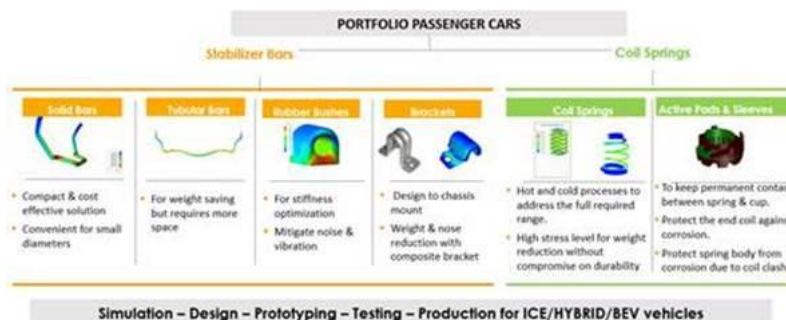 PORTFOLIO PASSENGER CARS
Stabilizer Bars
Coil Springs
Solid Bars
Tubular Bars
Rubber Bushes
Brackets
Coil Springs
Active Pads & Sleeves
Compact & cost
effective solution
Convenient for small
diameters
For weight saving
but requires more
space
For stiffness
optimization
Mitigate noise &
vibration
Design to chassis
mount
Weight & nose
reduction with
composite bracket
Hot and cold processes to
address the full required
range.
High stress level for weight
reduction without
compromise on durability
To keep permanent contac
between spring & cup.
Protect the end coil agains
corrosion.
Protect spring body from
corrosion due to coil clash
Simulation – Design – Prototyping – Testing – Production for ICE/HYBRID/BEV vehicles